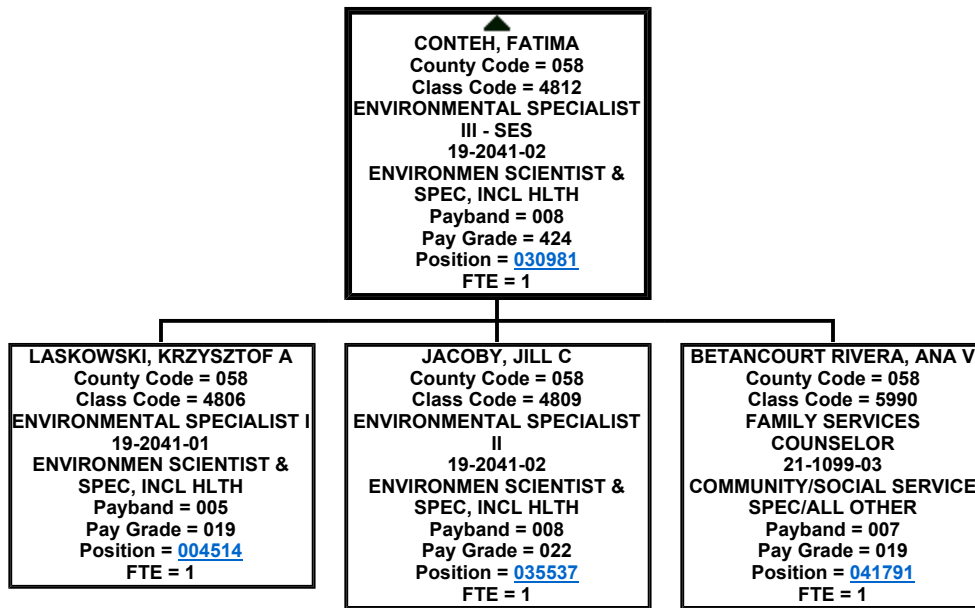 CONTEH, FATIMA
County Code = 058
Class Code = 4812
ENVIRONMENTAL SPECIALIST
III - SES
19-2041-02
ENVIRONMEN SCIENTIST &
SPEC, INCL HLTH
Payband = 008
Pay Grade = 424
Position = 030981
FTE = 1
LASKOWSKI, KRZYSZTOF A
County Code = 058
Class Code = 4806
ENVIRONMENTAL SPECIALIST I
19-2041-01
ENVIRONMEN SCIENTIST &
SPEC, INCL HLTH
Payband = 005
Pay Grade = 019
Position = 004514
FTE = 1
JACOBY, JILL C
County Code = 058
Class Code = 4809
ENVIRONMENTAL SPECIALIST
II
19-2041-02
ENVIRONMEN SCIENTIST &
SPEC, INCL HLTH
Payband = 008
Pay Grade = 022
Position = 035537
FTE = 1
BETANCOURT RIVERA, ANA V
County Code = 058
Class Code = 5990
FAMILY SERVICES
COUNSELOR
21-1099-03
COMMUNITY/SOCIAL SERVICE
SPEC/ALL OTHER
Payband = 007
Pay Grade = 019
Position = 041791
FTE = 1